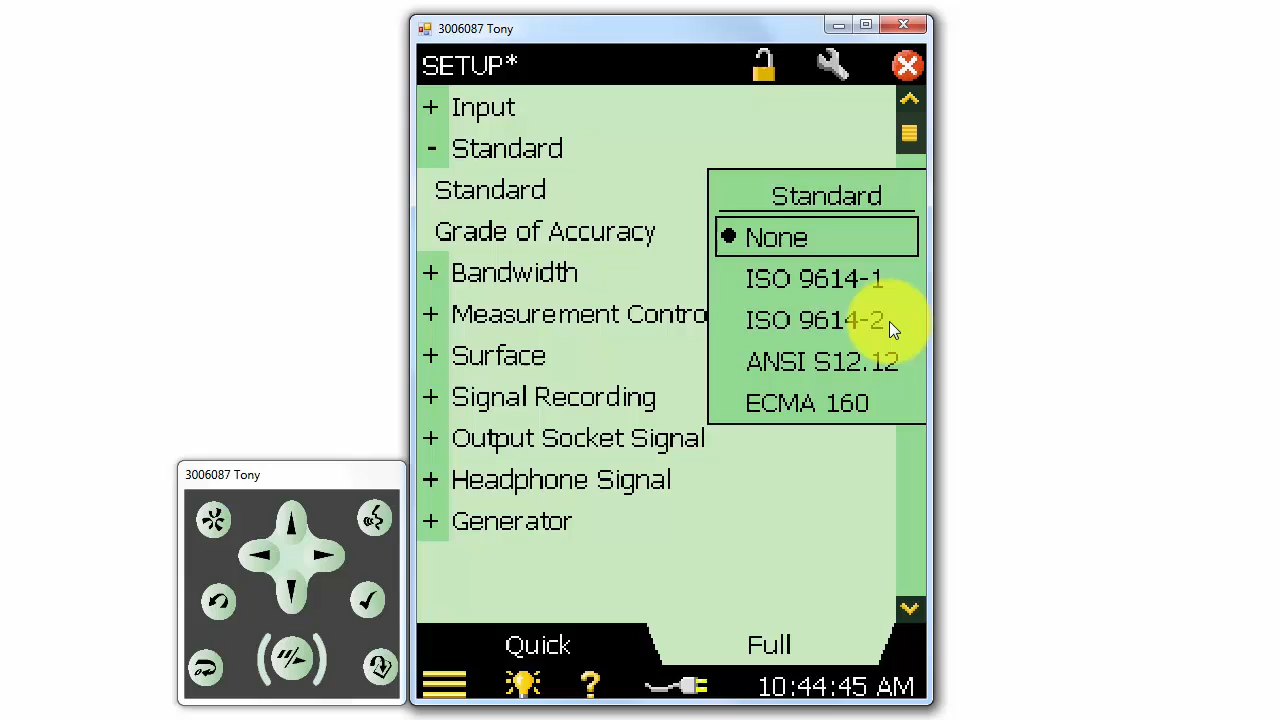 3006087 Tony
SETUP*
+ Input
- Standard
Standard
Grade of Accuracy
+ Bandwidth
+ Measurement Contro
+ Surface
+ Signal Recording
+ Output Socket Signal
+ Headphone Signal
+ Generator
Standard
None
ISO 9614-1
ISO 9614-2
ANSI S12.12
ECMA 160
Quick
Full
?
10:44:45 AM
3006087 Tony